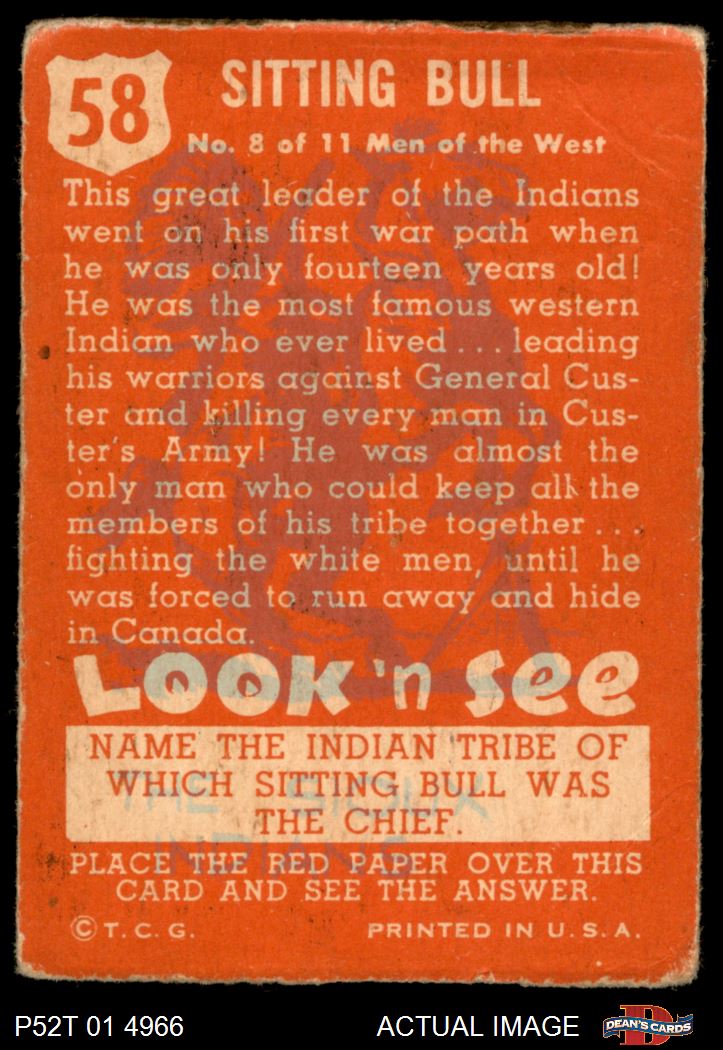 58
SITTING BULL
No. 8 of 11 Men of the West
This great leader of the Indians
went on his first war path when
he was only fourteen years old!
He was the most famous western
Indian who ever lived . . . leading
his warriors against General Cus-
ter and killing every man in Cus-
ter's Army! He was almost the
only man who could keep all the
members of his tribe together . . .
fighting the white men, until he
was forced to run away and hide
in Canada.
LOOK 'n See
NAME THE INDIAN TRIBE OF
WHICH SITTING BULL WAS
THE CHIEF.
THE SIOUX
INDIANS
PLACE THE RED PAPER OVER THIS
CARD AND SEE THE ANSWER.
© T. C. G. PRINTED IN U. S. A.
P52T 01 4966 ACTUAL IMAGE D DEAN'S CARDS